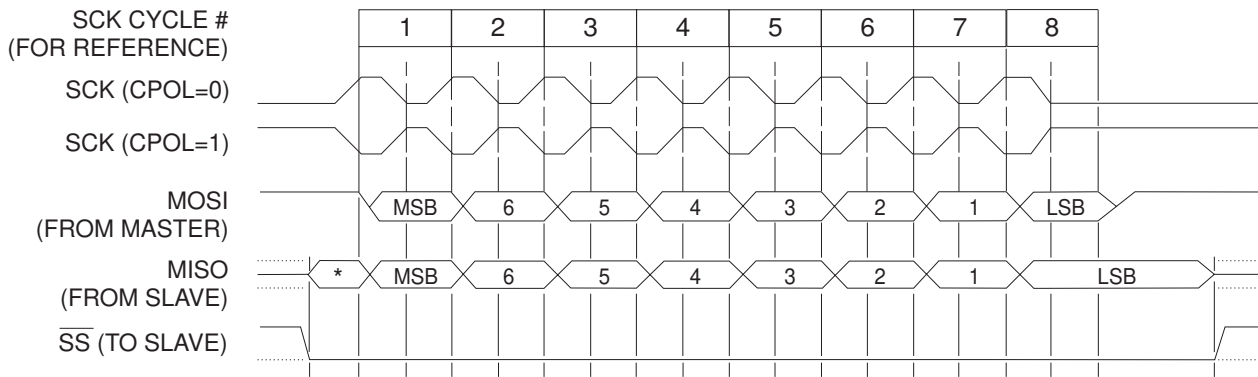 SCK CYCLE #
(FOR REFERENCE)
1 2 3 4 5 6 7 8
SCK (CPOL=0)
SCK (CPOL=1)
MOSI
(FROM MASTER)
MSB 6 5 4 3 2 1 LSB
MISO
(FROM SLAVE)
* MSB 6 5 4 3 2 1 LSB
SS (TO SLAVE)